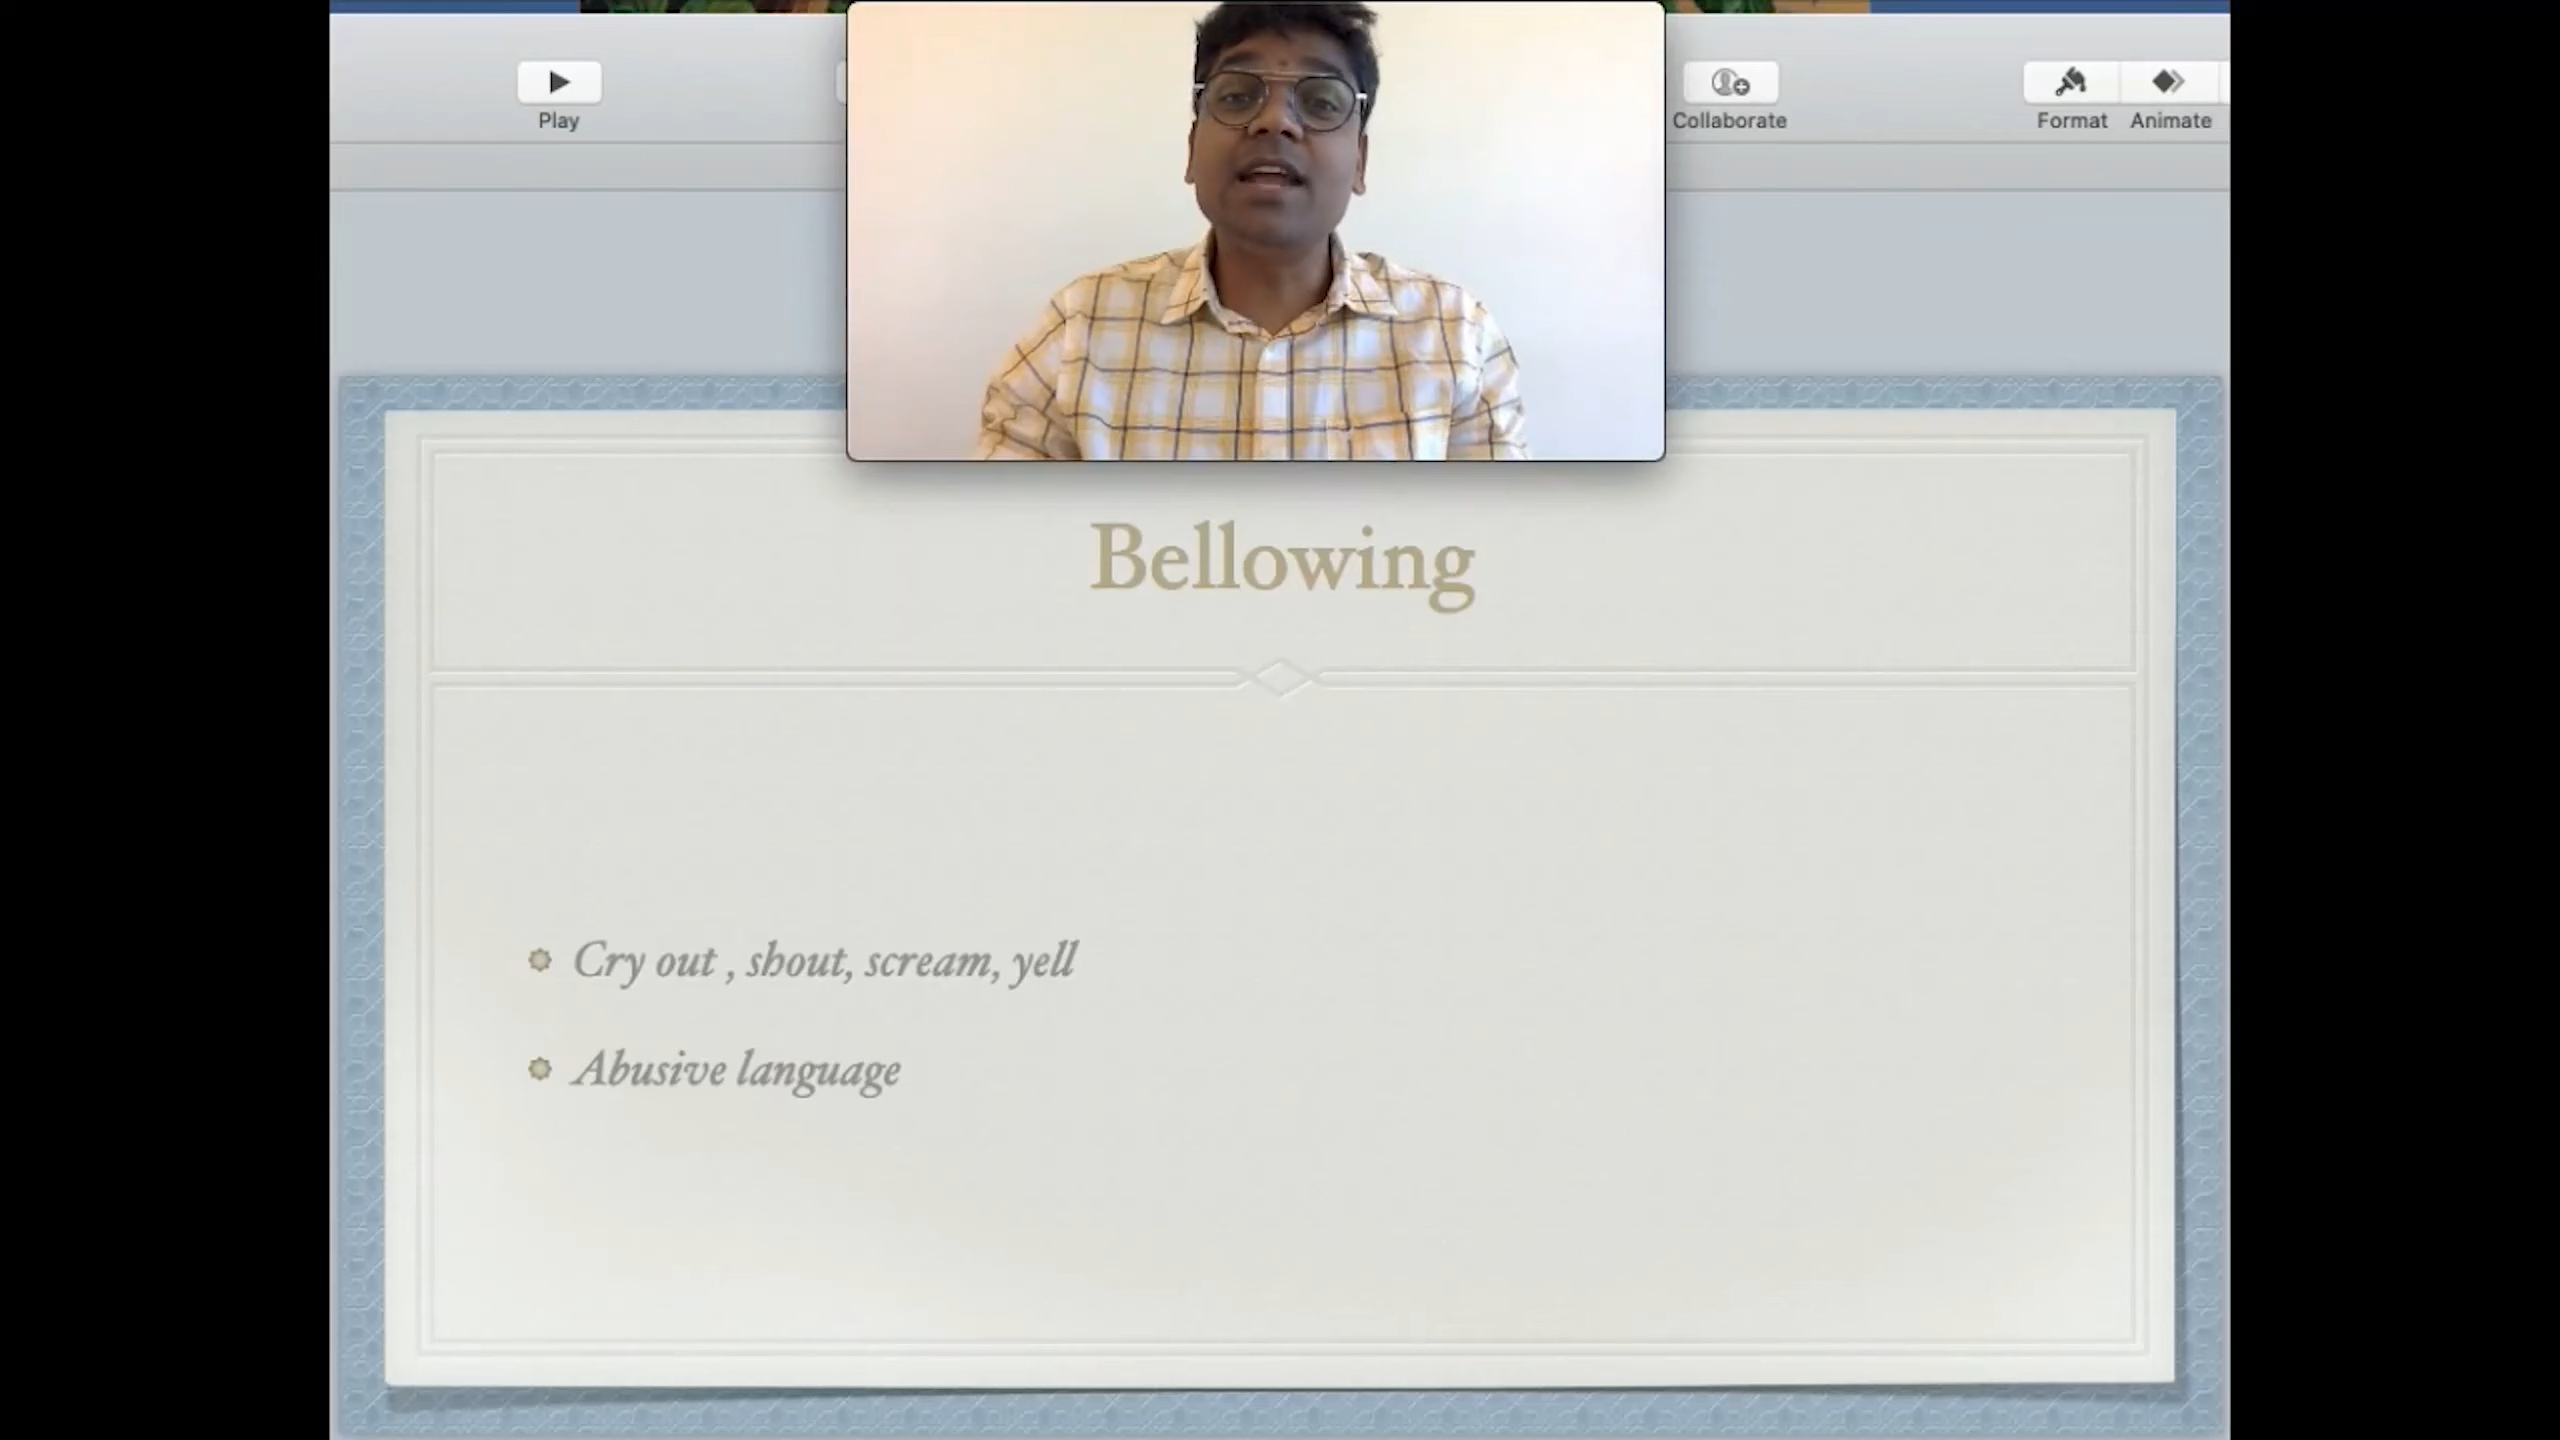 Play
Collaborate
Format
Animate
Bellowing
Cry out , shout, scream, yell
Abusive language